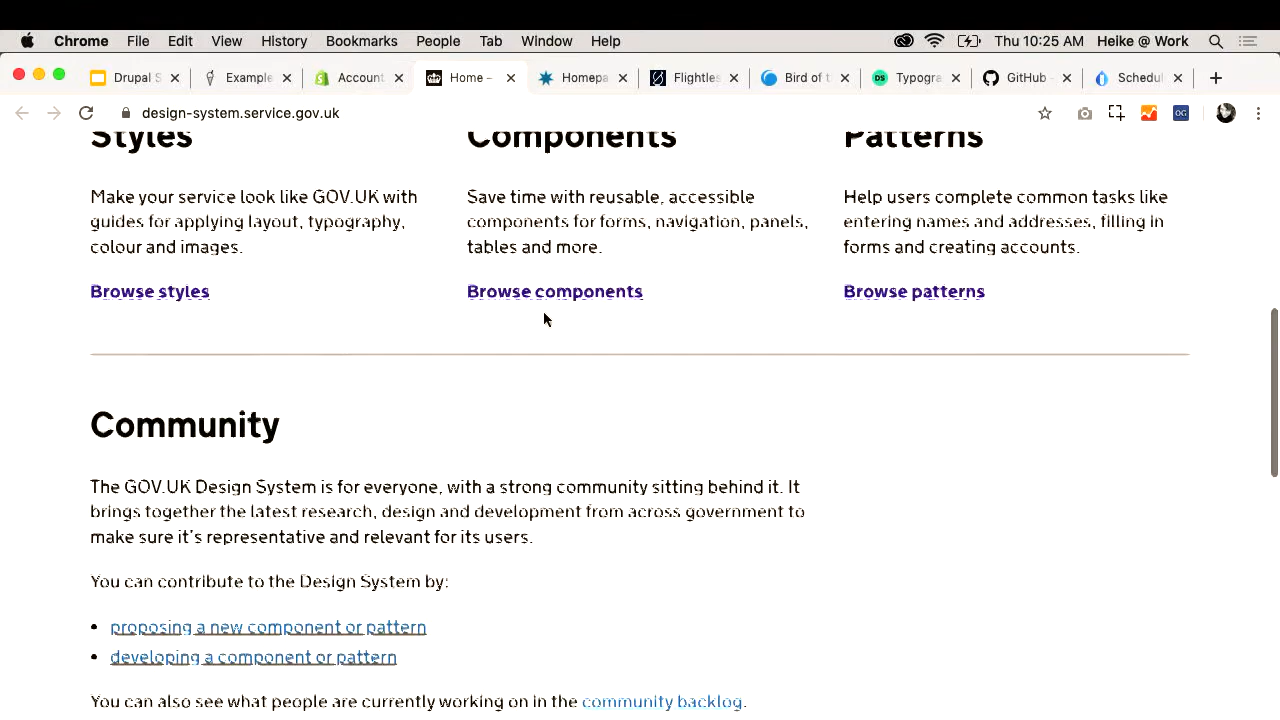 Chrome File Edit View History Bookmarks People Tab Window Help Thu 10:25 AM Heike @ Work
Drupal S Example Account Home – Homepa Flightles Bird of t DS Typogra GitHub - Schedul
design-system.service.gov.uk OG
Styles Components Patterns
Make your service look like GOV.UK with
guides for applying layout, typography,
colour and images.
Browse styles
Save time with reusable, accessible
components for forms, navigation, panels,
tables and more.
Browse components
Help users complete common tasks like
entering names and addresses, filling in
forms and creating accounts.
Browse patterns
Community
The GOV.UK Design System is for everyone, with a strong community sitting behind it. It
brings together the latest research, design and development from across government to
make sure it's representative and relevant for its users.
You can contribute to the Design System by:
• proposing a new component or pattern
• developing a component or pattern
You can also see what people are currently working on in the community backlog.